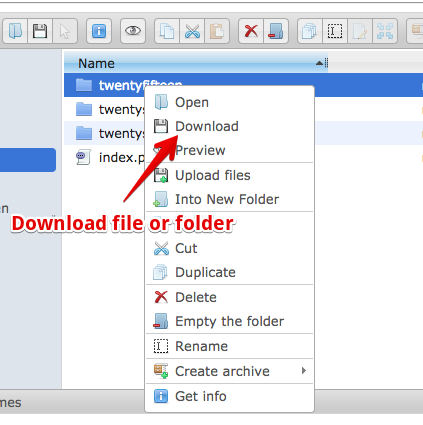 Name
twentyfifteen
Open
twentys
Download
twentys
Preview
index.p
Upload files
Into New Folder
en
Download file or folder
Cut
Duplicate
Delete
Empty the folder
Rename
Create archive
mes
Get info